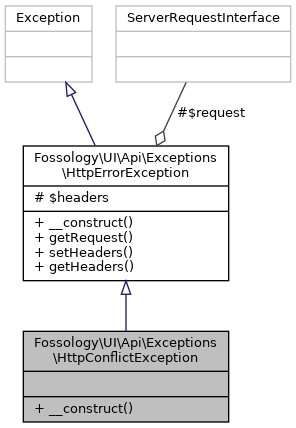 Exception
ServerRequestInterface
#$request
Fossology\UI\Api\Exceptions
\HttpErrorException
# $headers
+ __construct()
+ getRequest()
+ setHeaders()
+ getHeaders()
Fossology\UI\Api\Exceptions
\HttpConflictException
+ __construct()